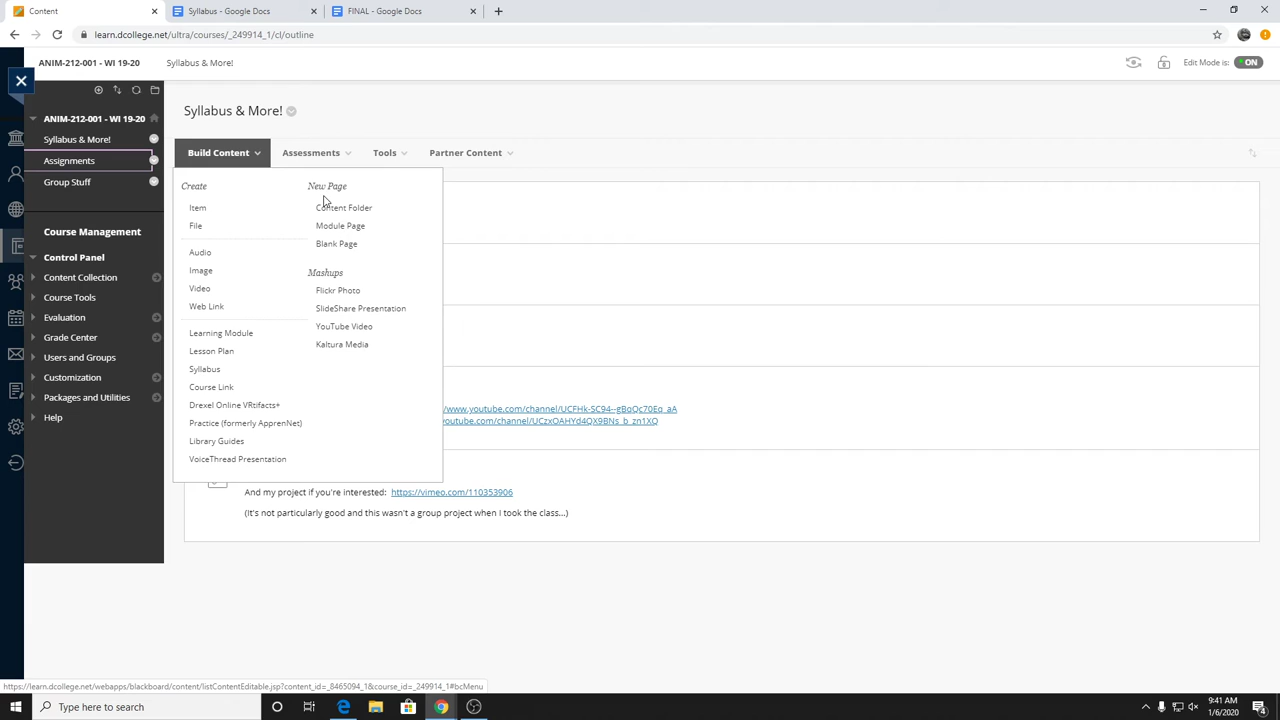 Content
Syllabus - Google Docs
FINAL - Google Docs
learn.dcollege.net/ultra/courses/_249914_1/cl/outline
ANIM-212-001 - WI 19-20
Syllabus & More!
Edit Mode is:
ON
ANIM-212-001 - WI 19-20
Syllabus & More!
Assignments
Group Stuff
Course Management
Control Panel
Content Collection
Course Tools
Evaluation
Grade Center
Users and Groups
Customization
Packages and Utilities
Help
Syllabus & More!
Build Content
Assessments
Tools
Partner Content
Create
Item
File
Audio
Image
Video
Web Link
Learning Module
Lesson Plan
Syllabus
Course Link
Drexel Online VRtifacts+
Practice (formerly ApprenNet)
Library Guides
VoiceThread Presentation
New Page
Content Folder
Module Page
Blank Page
Mashups
Flickr Photo
SlideShare Presentation
YouTube Video
Kaltura Media
/www.youtube.com/channel/UCFHk-SC94--gBqQc70Eq_aA
youtube.com/channel/UCzxOAHYd4QX9BNs_b_zn1XQ
And my project if you're interested: https://vimeo.com/110353906
(It's not particularly good and this wasn't a group project when I took the class...)
https://learn.dcollege.net/webapps/blackboard/content/listContentEditable.jsp?content_id=_8465094_1&course_id=_249914_1#bcMenu
Type here to search
9:41 AM
1/6/2020
4